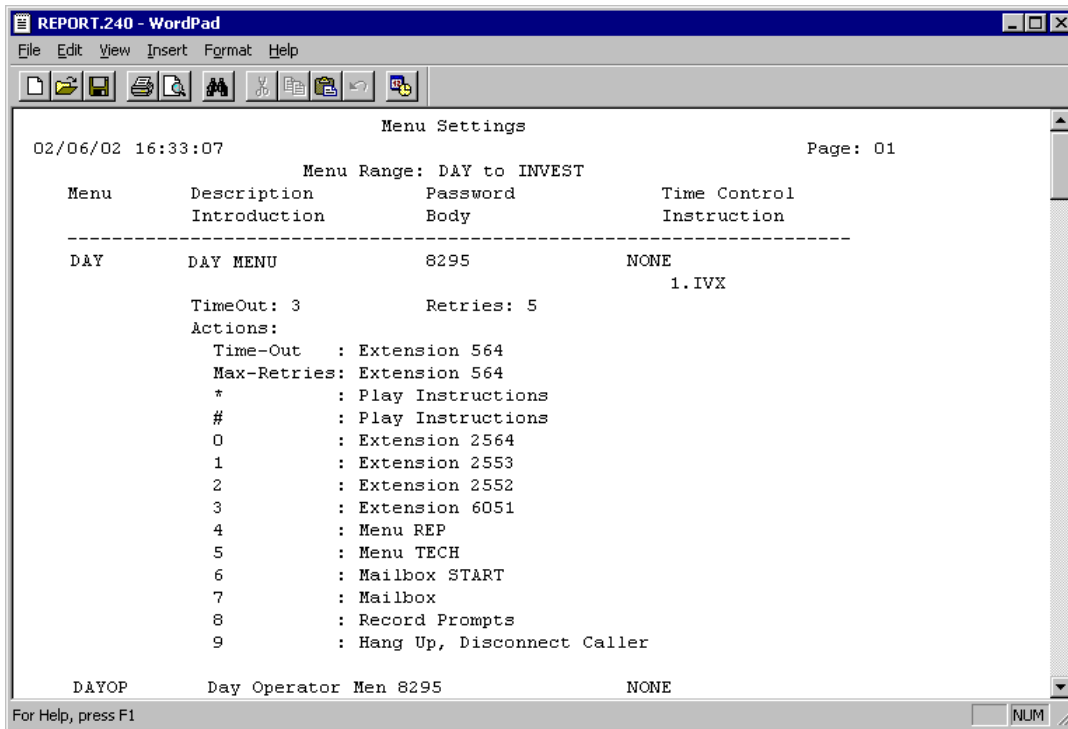 REPORT.240 - WordPad
File Edit View Insert Format Help
Menu Settings
02/06/02 16:33:07 Page: 01
Menu Range: DAY to INVEST
Menu Description Password Time Control
Introduction Body Instruction
-----------------------------------------------------------------------
DAY DAY MENU 8295 NONE
1.IVX
TimeOut: 3 Retries: 5
Actions:
Time-Out : Extension 564
Max-Retries: Extension 564
* : Play Instructions
# : Play Instructions
0 : Extension 2564
1 : Extension 2553
2 : Extension 2552
3 : Extension 6051
4 : Menu REP
5 : Menu TECH
6 : Mailbox START
7 : Mailbox
8 : Record Prompts
9 : Hang Up, Disconnect Caller
DAYOP Day Operator Men 8295 NONE
For Help, press F1 NUM